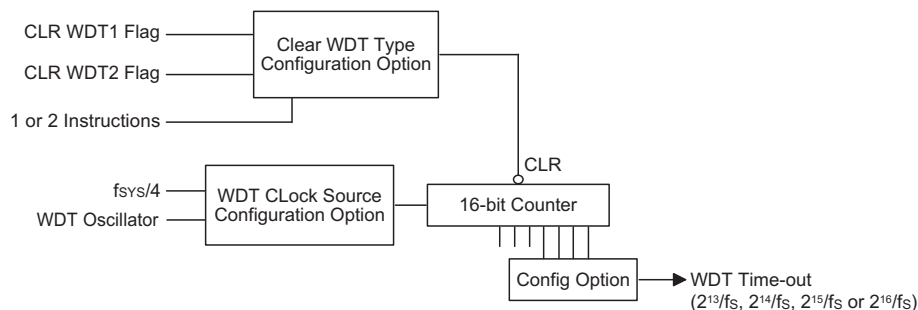 CLR WDT1 Flag
CLR WDT2 Flag
1 or 2 Instructions
Clear WDT Type
Configuration Option
CLR
fSYS/4
WDT Oscillator
WDT CLock Source
Configuration Option
16-bit Counter
Config Option
WDT Time-out
(2¹³/fS, 2¹⁴/fS, 2¹⁵/fS or 2¹⁶/fS)